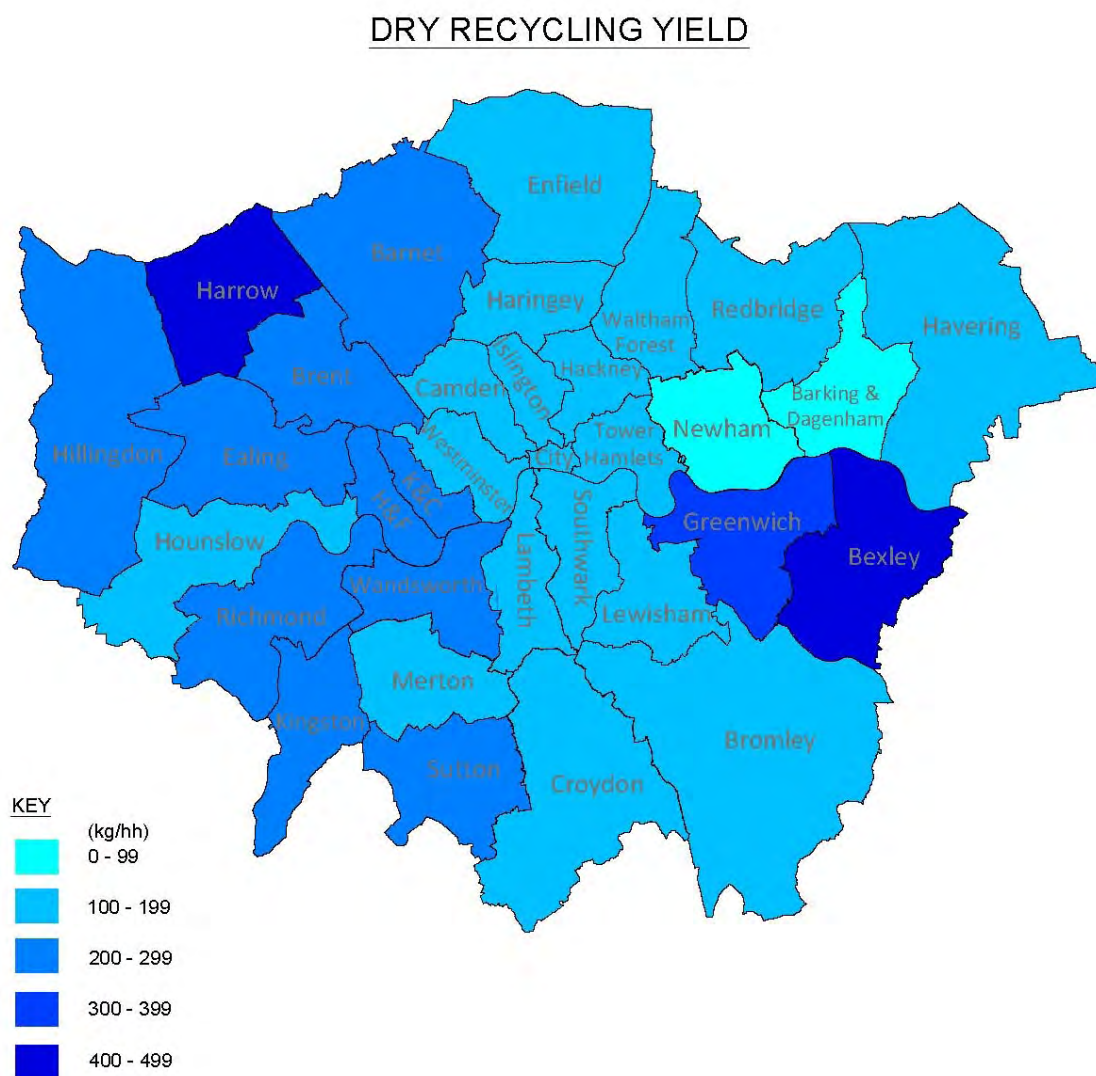 DRY RECYCLING YIELD
Enfield
Barnet
Harrow
Haringey
Waltham
Forest
Redbridge
Havering
Islington
Hackney
Brent
Camden
Barking &
Dagenham
Newham
Tower
Hamlets
Westiminster
City
Hillingdon
Ealing
K&C
H&F
Hounslow
Southwark
Greenwich
Bexley
Lambeth
Wandsworth
Richmond
Lewisham
Merton
Kingston
Sutton
Croydon
Bromley
KEY
(kg/hh)
0 - 99
100 - 199
200 - 299
300 - 399
400 - 499